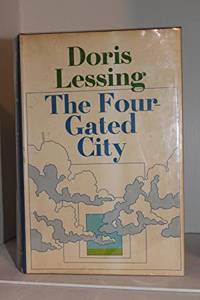 Doris
Lessing
The Four
Gated
City